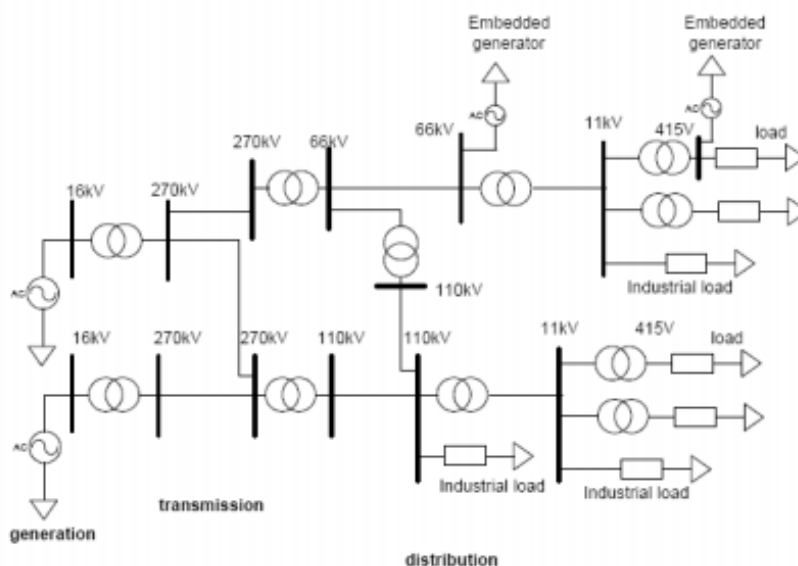 Embedded
generator
Embedded
generator
AC
AC
66kV
11kV
415V
load
270kV
66kV
16kV
270kV
Industrial load
110kV
AC
16kV
270kV
270kV
110kV
110kV
11kV
415V
load
AC
Industrial load
Industrial load
transmission
generation
distribution